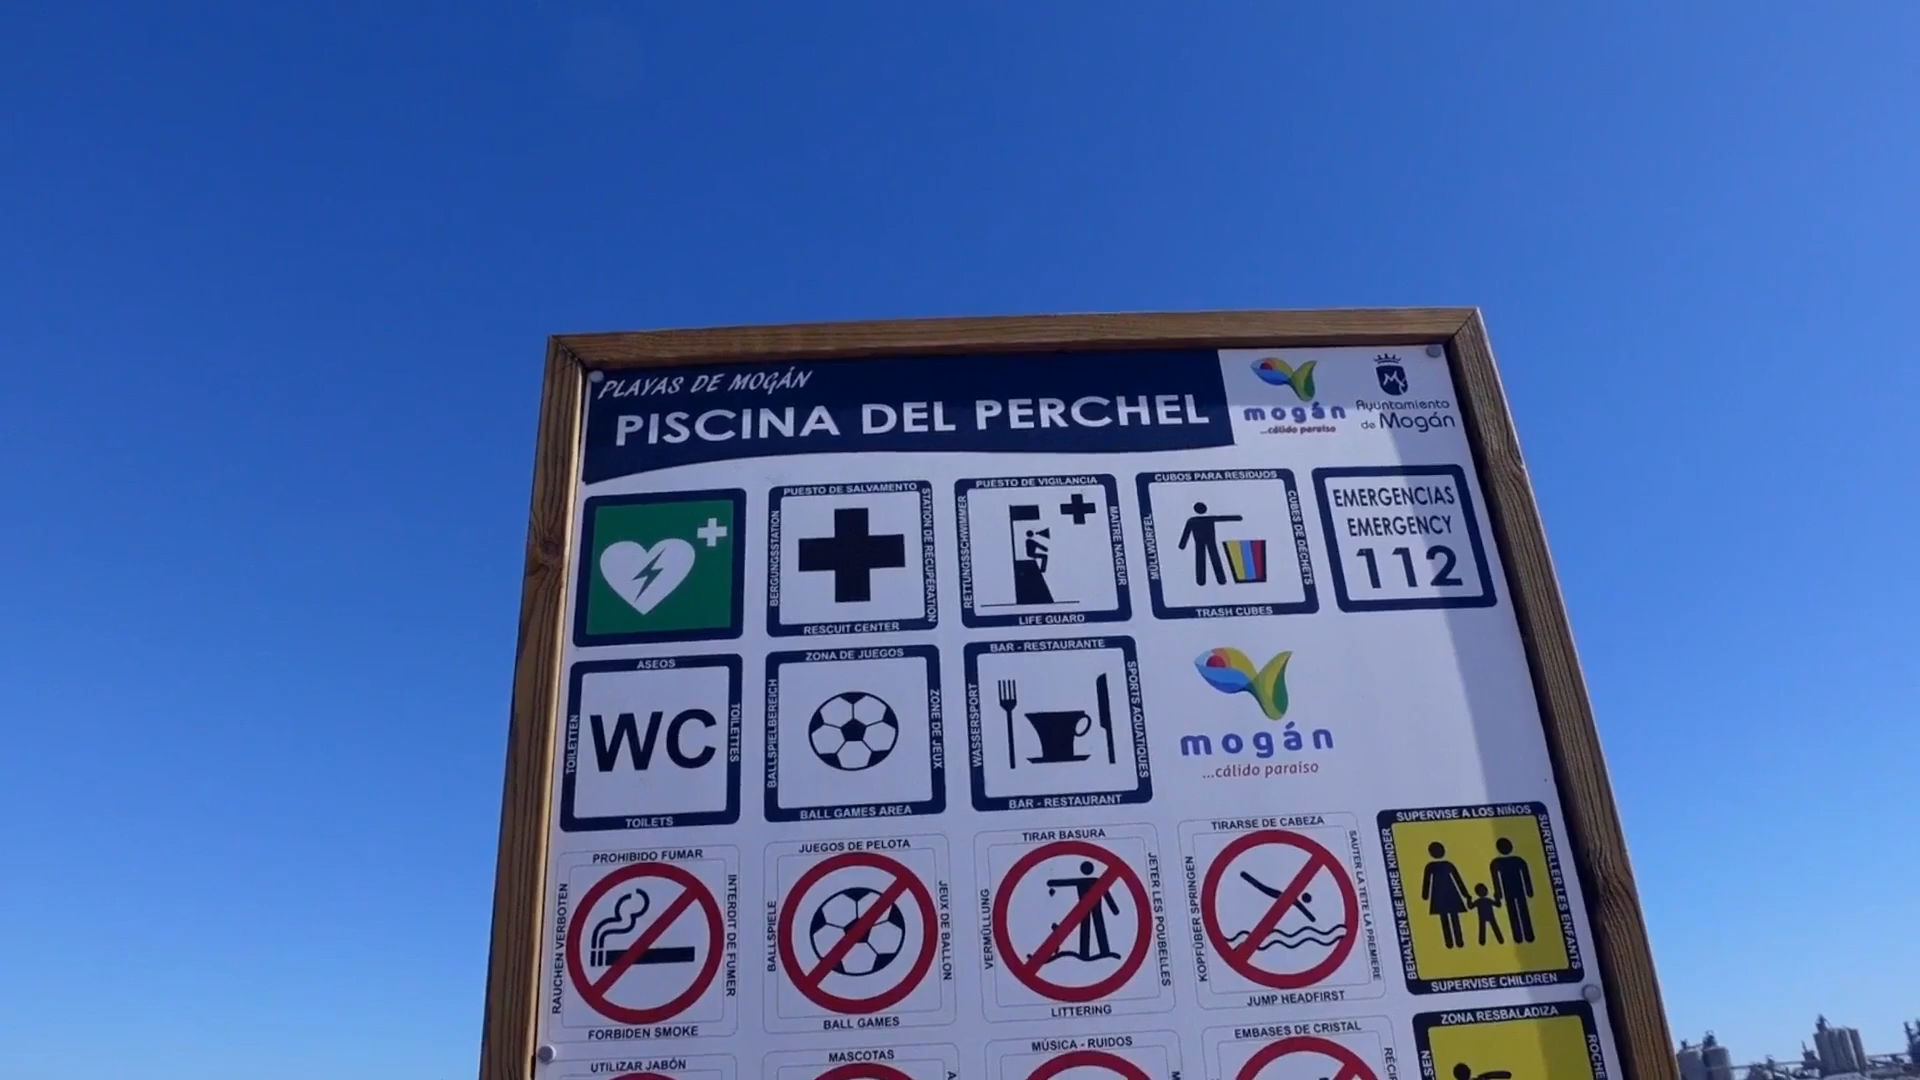 PLAYAS DE MOGÁN
PISCINA DEL PERCHEL
mogán
...cálido paraíso
Ayuntamiento
de Mogán
PUESTO DE SALVAMENTO
BERGUNGSSTATION
STATION DE RÉCUPÉRATION
RESCUIT CENTER
PUESTO DE VIGILANCIA
RETTUNGSSCHWIMMER
MAITRE NAGEUR
LIFE GUARD
CUBOS PARA RESIDUOS
MÜLLWÜRFEL
CUBES DE DÉCHETS
TRASH CUBES
EMERGENCIAS
EMERGENCY
112
ASEOS
TOILETTEN
WC
TOILETTES
TOILETS
ZONA DE JUEGOS
BALLSPIELBEREICH
ZONE DE JEUX
BALL GAMES AREA
BAR - RESTAURANTE
WASSERSPORT
SPORTS AQUATIQUES
BAR - RESTAURANT
mogán
...cálido paraíso
PROHIBIDO FUMAR
RAUCHEN VERBOTEN
INTERDIT DE FUMER
FORBIDEN SMOKE
JUEGOS DE PELOTA
BALLSPIELE
JEUX DE BALLON
BALL GAMES
TIRAR BASURA
VERMÜLLUNG
JETER LES POUBELLES
LITTERING
TIRARSE DE CABEZA
KOPFÜBER SPRINGEN
SAUTER LA TETE LA PREMIERE
JUMP HEADFIRST
SUPERVISE A LOS NIÑOS
BEHALTEN SIE IHRE KINDER
SURVEILLER LES ENFANTS
SUPERVISE CHILDREN
UTILIZAR JABÓN
MASCOTAS
MÚSICA - RUIDOS
EMBASES DE CRISTAL
ZONA RESBALADIZA